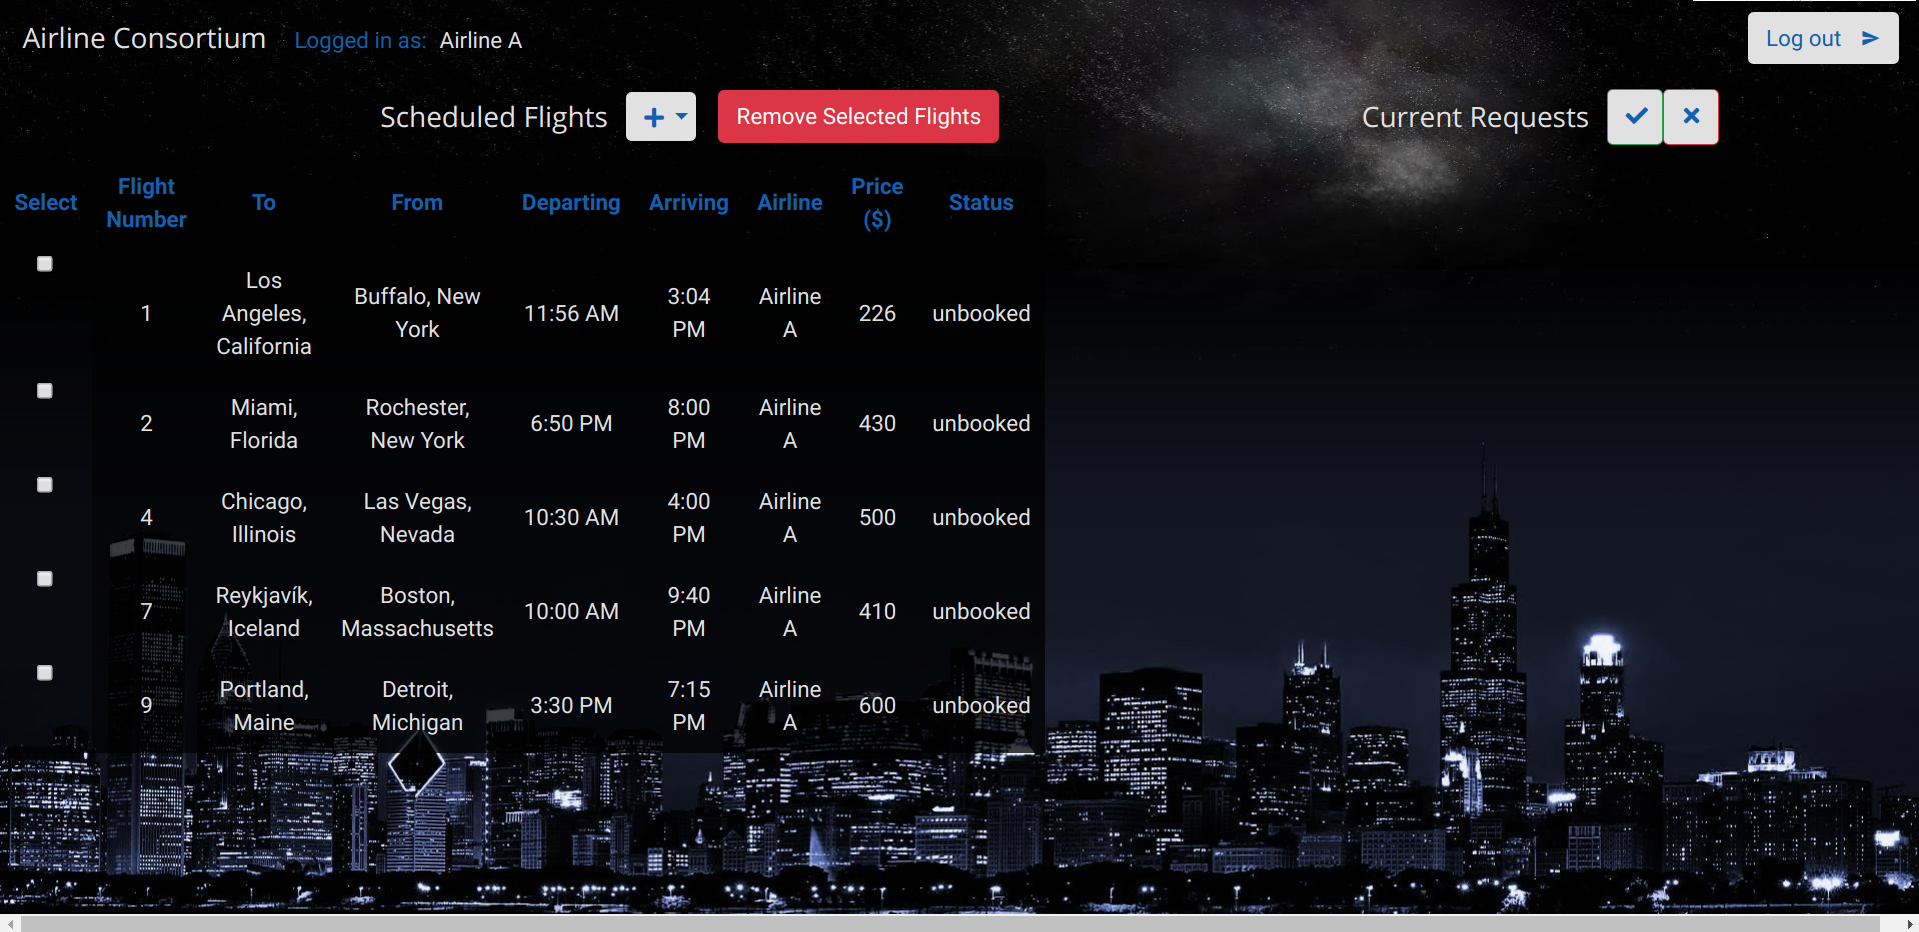 Airline Consortium Logged in as: Airline A Log out
Scheduled Flights Remove Selected Flights Current Requests
Select Flight Number To From Departing Arriving Airline Price ($) Status
1 Los Angeles, California Buffalo, New York 11:56 AM 3:04 PM Airline A 226 unbooked
2 Miami, Florida Rochester, New York 6:50 PM 8:00 PM Airline A 430 unbooked
4 Chicago, Illinois Las Vegas, Nevada 10:30 AM 4:00 PM Airline A 500 unbooked
7 Reykjavík, Iceland Boston, Massachusetts 10:00 AM 9:40 PM Airline A 410 unbooked
9 Portland, Maine Detroit, Michigan 3:30 PM 7:15 PM Airline A 600 unbooked